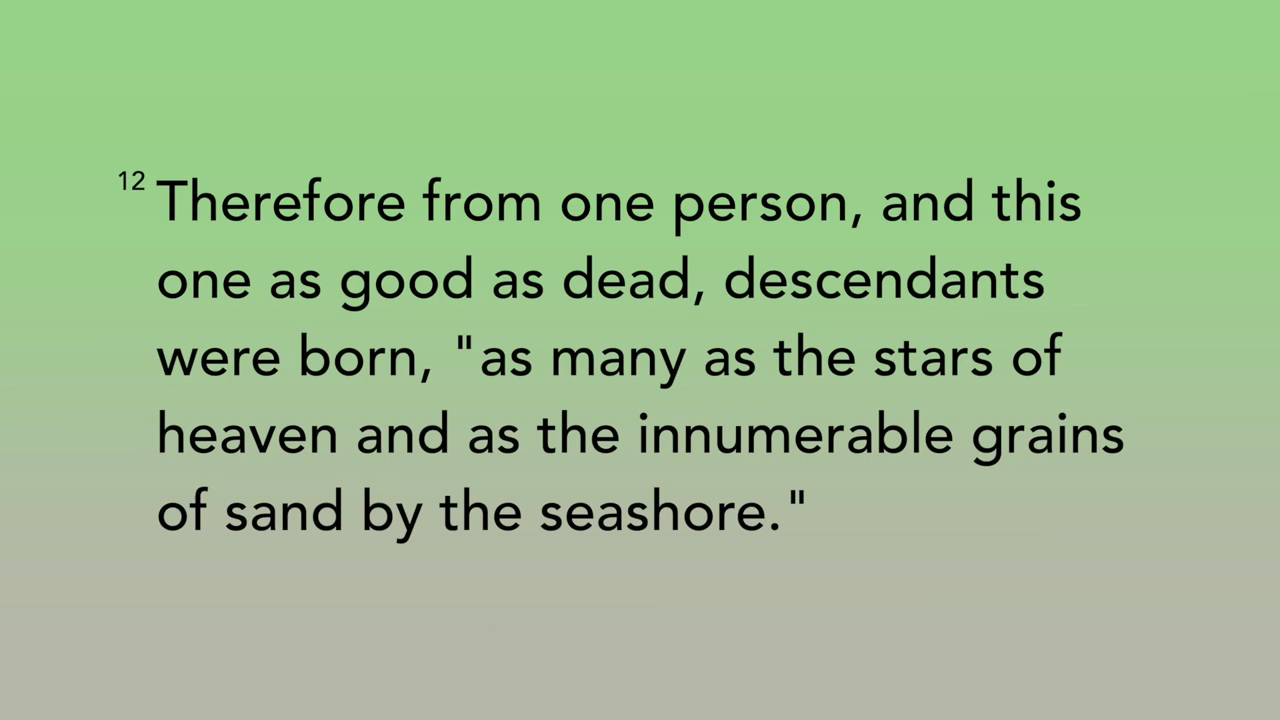 12 Therefore from one person, and this
one as good as dead, descendants
were born, "as many as the stars of
heaven and as the innumerable grains
of sand by the seashore."